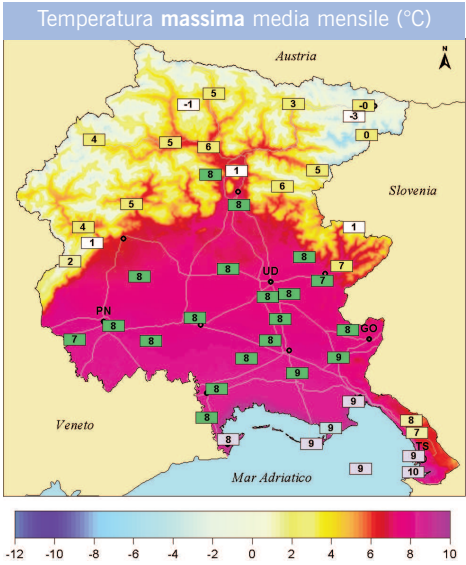 Temperatura massima media mensile (°C)
Austria
N
-1 5 3 -0
-3
4 5 6 0
8 1 5
6
5 8 Slovenia
4 1
1
2 8 7
8 UD 7
8 8
PN 8 8 GO
8 8
7 8 8
8 9
9
8
9
8 8
Veneto 9 7
8 9 TS
9
9 10
Mar Adriatico
-12 -10 -8 -6 -4 -2 0 2 4 6 8 10